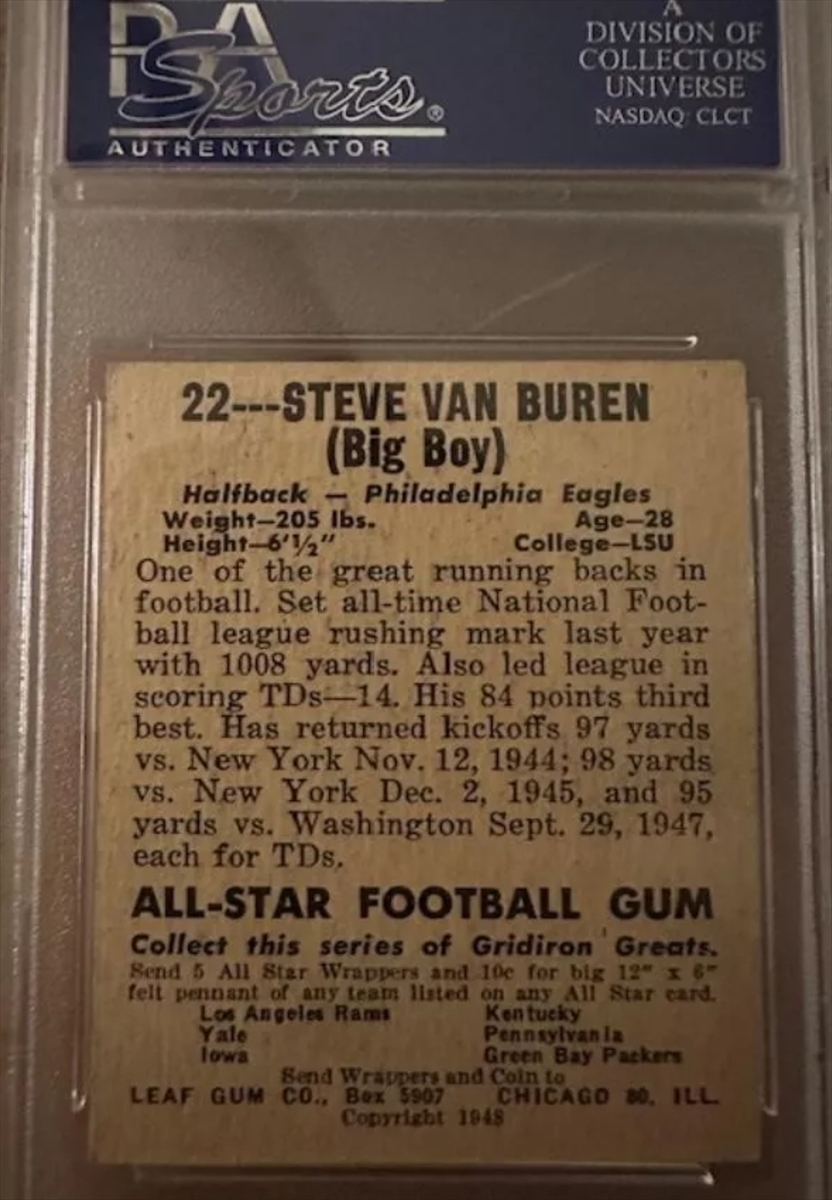 PSA
Sports®
AUTHENTICATOR
A
DIVISION OF
COLLECTORS
UNIVERSE
NASDAQ: CLCT
22---STEVE VAN BUREN
(Big Boy)
Halfback — Philadelphia Eagles
Weight—205 lbs. Age—28
Height—6'½" College—LSU
One of the great running backs in
football. Set all-time National Foot-
ball league rushing mark last year
with 1008 yards. Also led league in
scoring TDs—14. His 84 points third
best. Has returned kickoffs 97 yards
vs. New York Nov. 12, 1944; 98 yards
vs. New York Dec. 2, 1945, and 95
yards vs. Washington Sept. 29, 1947,
each for TDs.
ALL-STAR FOOTBALL GUM
Collect this series of Gridiron Greats.
Send 5 All Star Wrappers and 10c for big 12" x 6"
felt pennant of any team listed on any All Star card.
Los Angeles Rams Kentucky
Yale Pennsylvania
Iowa Green Bay Packers
Send Wrappers and Coin to
LEAF GUM CO., Box 5907 CHICAGO 80, ILL.
Copyright 1948